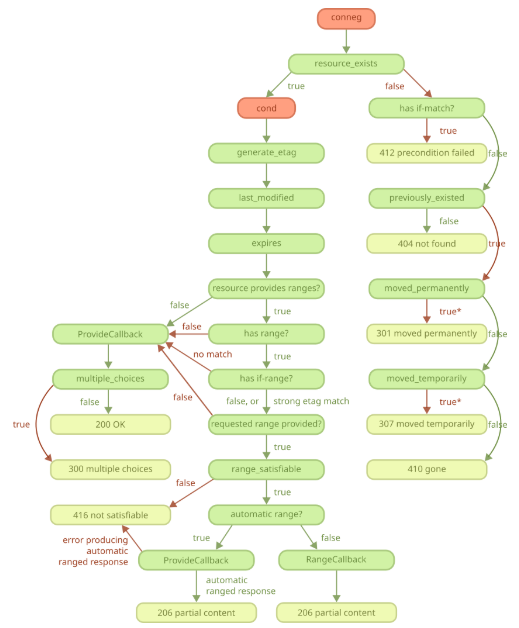 conneg
resource_exists
true
false
cond
has if-match?
true
false
generate_etag
412 precondition failed
last_modified
previously_existed
false
true
expires
404 not found
resource provides ranges?
moved_permanently
false
true
true*
false
ProvideCallback
false
has range?
301 moved permanently
no match
true
multiple_choices
has if-range?
moved_temporarily
false
false
false, or
strong etag match
true*
false
true
200 OK
requested range provided?
307 moved temporarily
true
300 multiple choices
range_satisfiable
410 gone
false
true
416 not satisfiable
automatic range?
error producing
automatic
ranged response
true
false
ProvideCallback
RangeCallback
automatic
ranged response
206 partial content
206 partial content